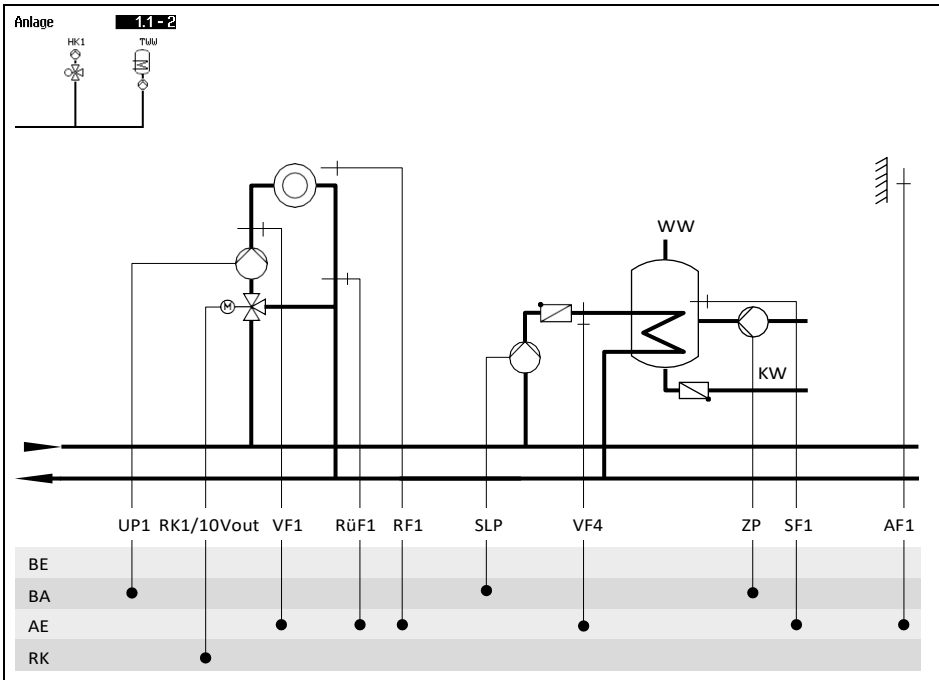 Anlage 1.1 - 2
HK1 TWW
WW
M
KW
UP1 RK1/10Vout VF1 RüF1 RF1 SLP VF4 ZP SF1 AF1
BE
BA
AE
RK